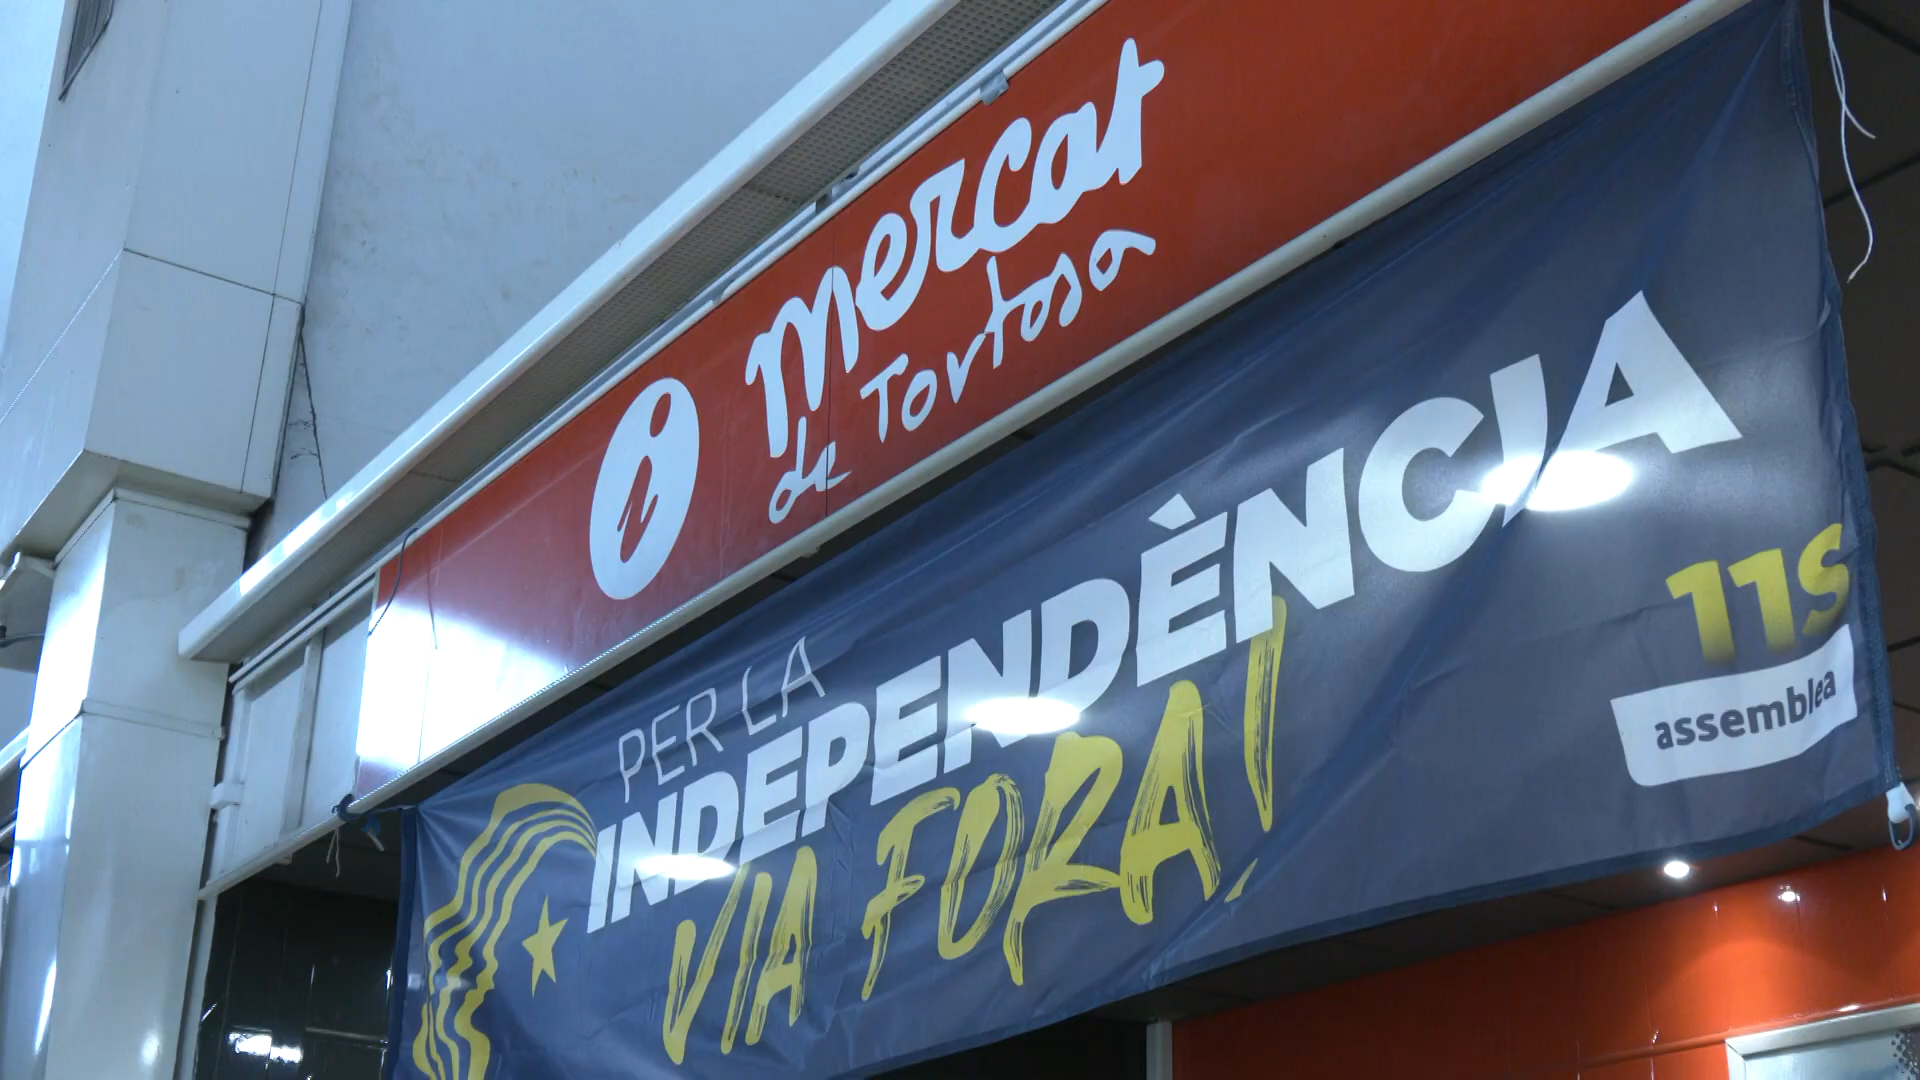 i
mercat
de Tortosa
PER LA
INDEPENDÈNCIA
VIA FORA!
11s
assemblea